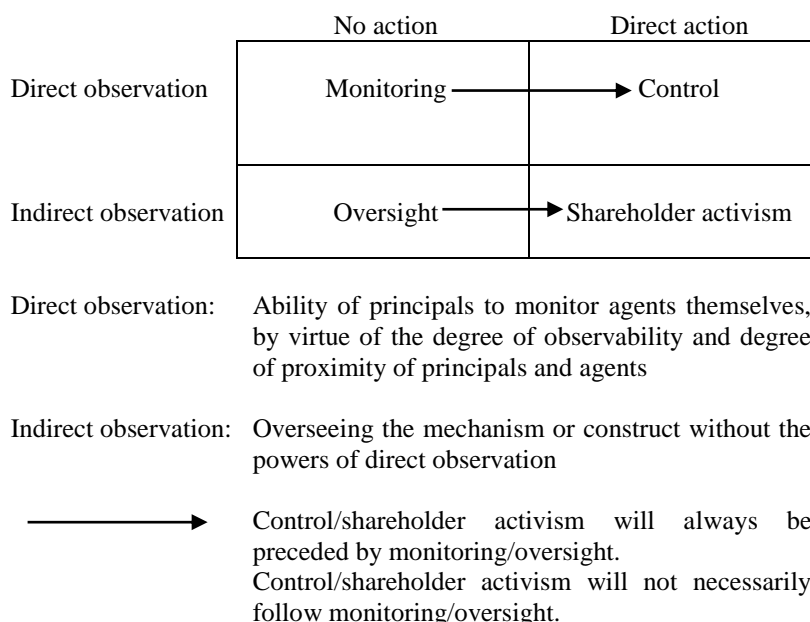 No action Direct action
Direct observation Monitoring Control
Indirect observation Oversight Shareholder activism
Direct observation: Ability of principals to monitor agents themselves,
by virtue of the degree of observability and degree
of proximity of principals and agents
Indirect observation: Overseeing the mechanism or construct without the
powers of direct observation
Control/shareholder activism will always be
preceded by monitoring/oversight.
Control/shareholder activism will not necessarily
follow monitoring/oversight.